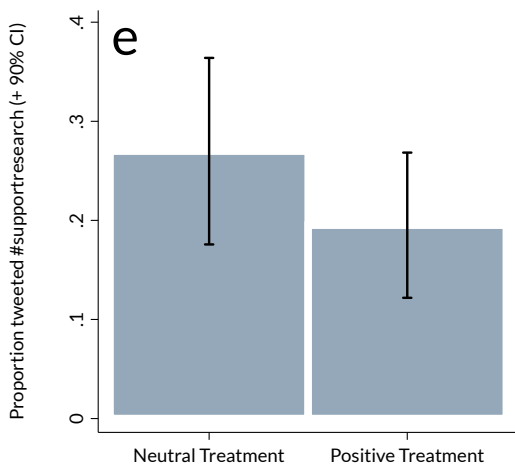 e
Proportion tweeted #supportresearch (+ 90% CI)
.4
.3
.2
.1
0
Neutral Treatment
Positive Treatment